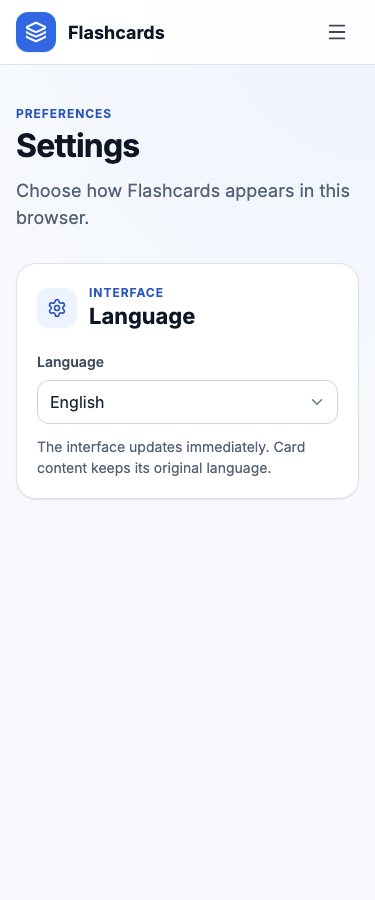 Flashcards
PREFERENCES
Settings
Choose how Flashcards appears in this
browser.
INTERFACE
Language
Language
English
The interface updates immediately. Card
content keeps its original language.